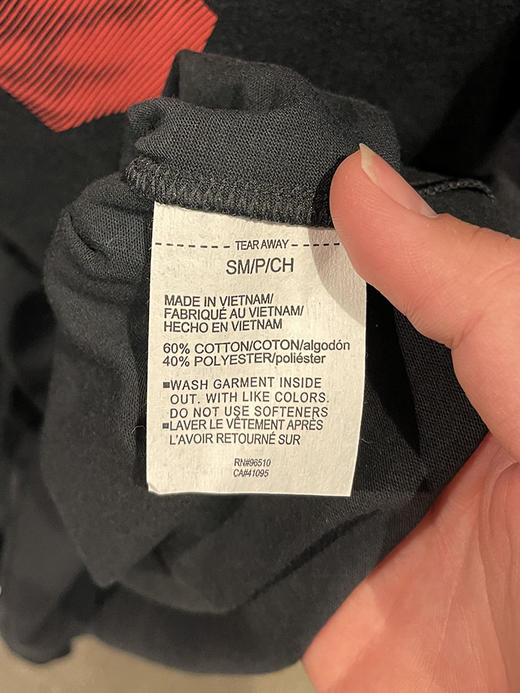 TEAR AWAY
SM/P/CH
MADE IN VIETNAM/
FABRIQUÉ AU VIETNAM/
HECHO EN VIETNAM
60% COTTON/COTON/algodón
40% POLYESTER/poliéster
▪WASH GARMENT INSIDE
OUT. WITH LIKE COLORS.
DO NOT USE SOFTENERS
▪LAVER LE VÊTEMENT APRÈS
L'AVOIR RETOURNÉ SUR
RN#96510
CA#41095